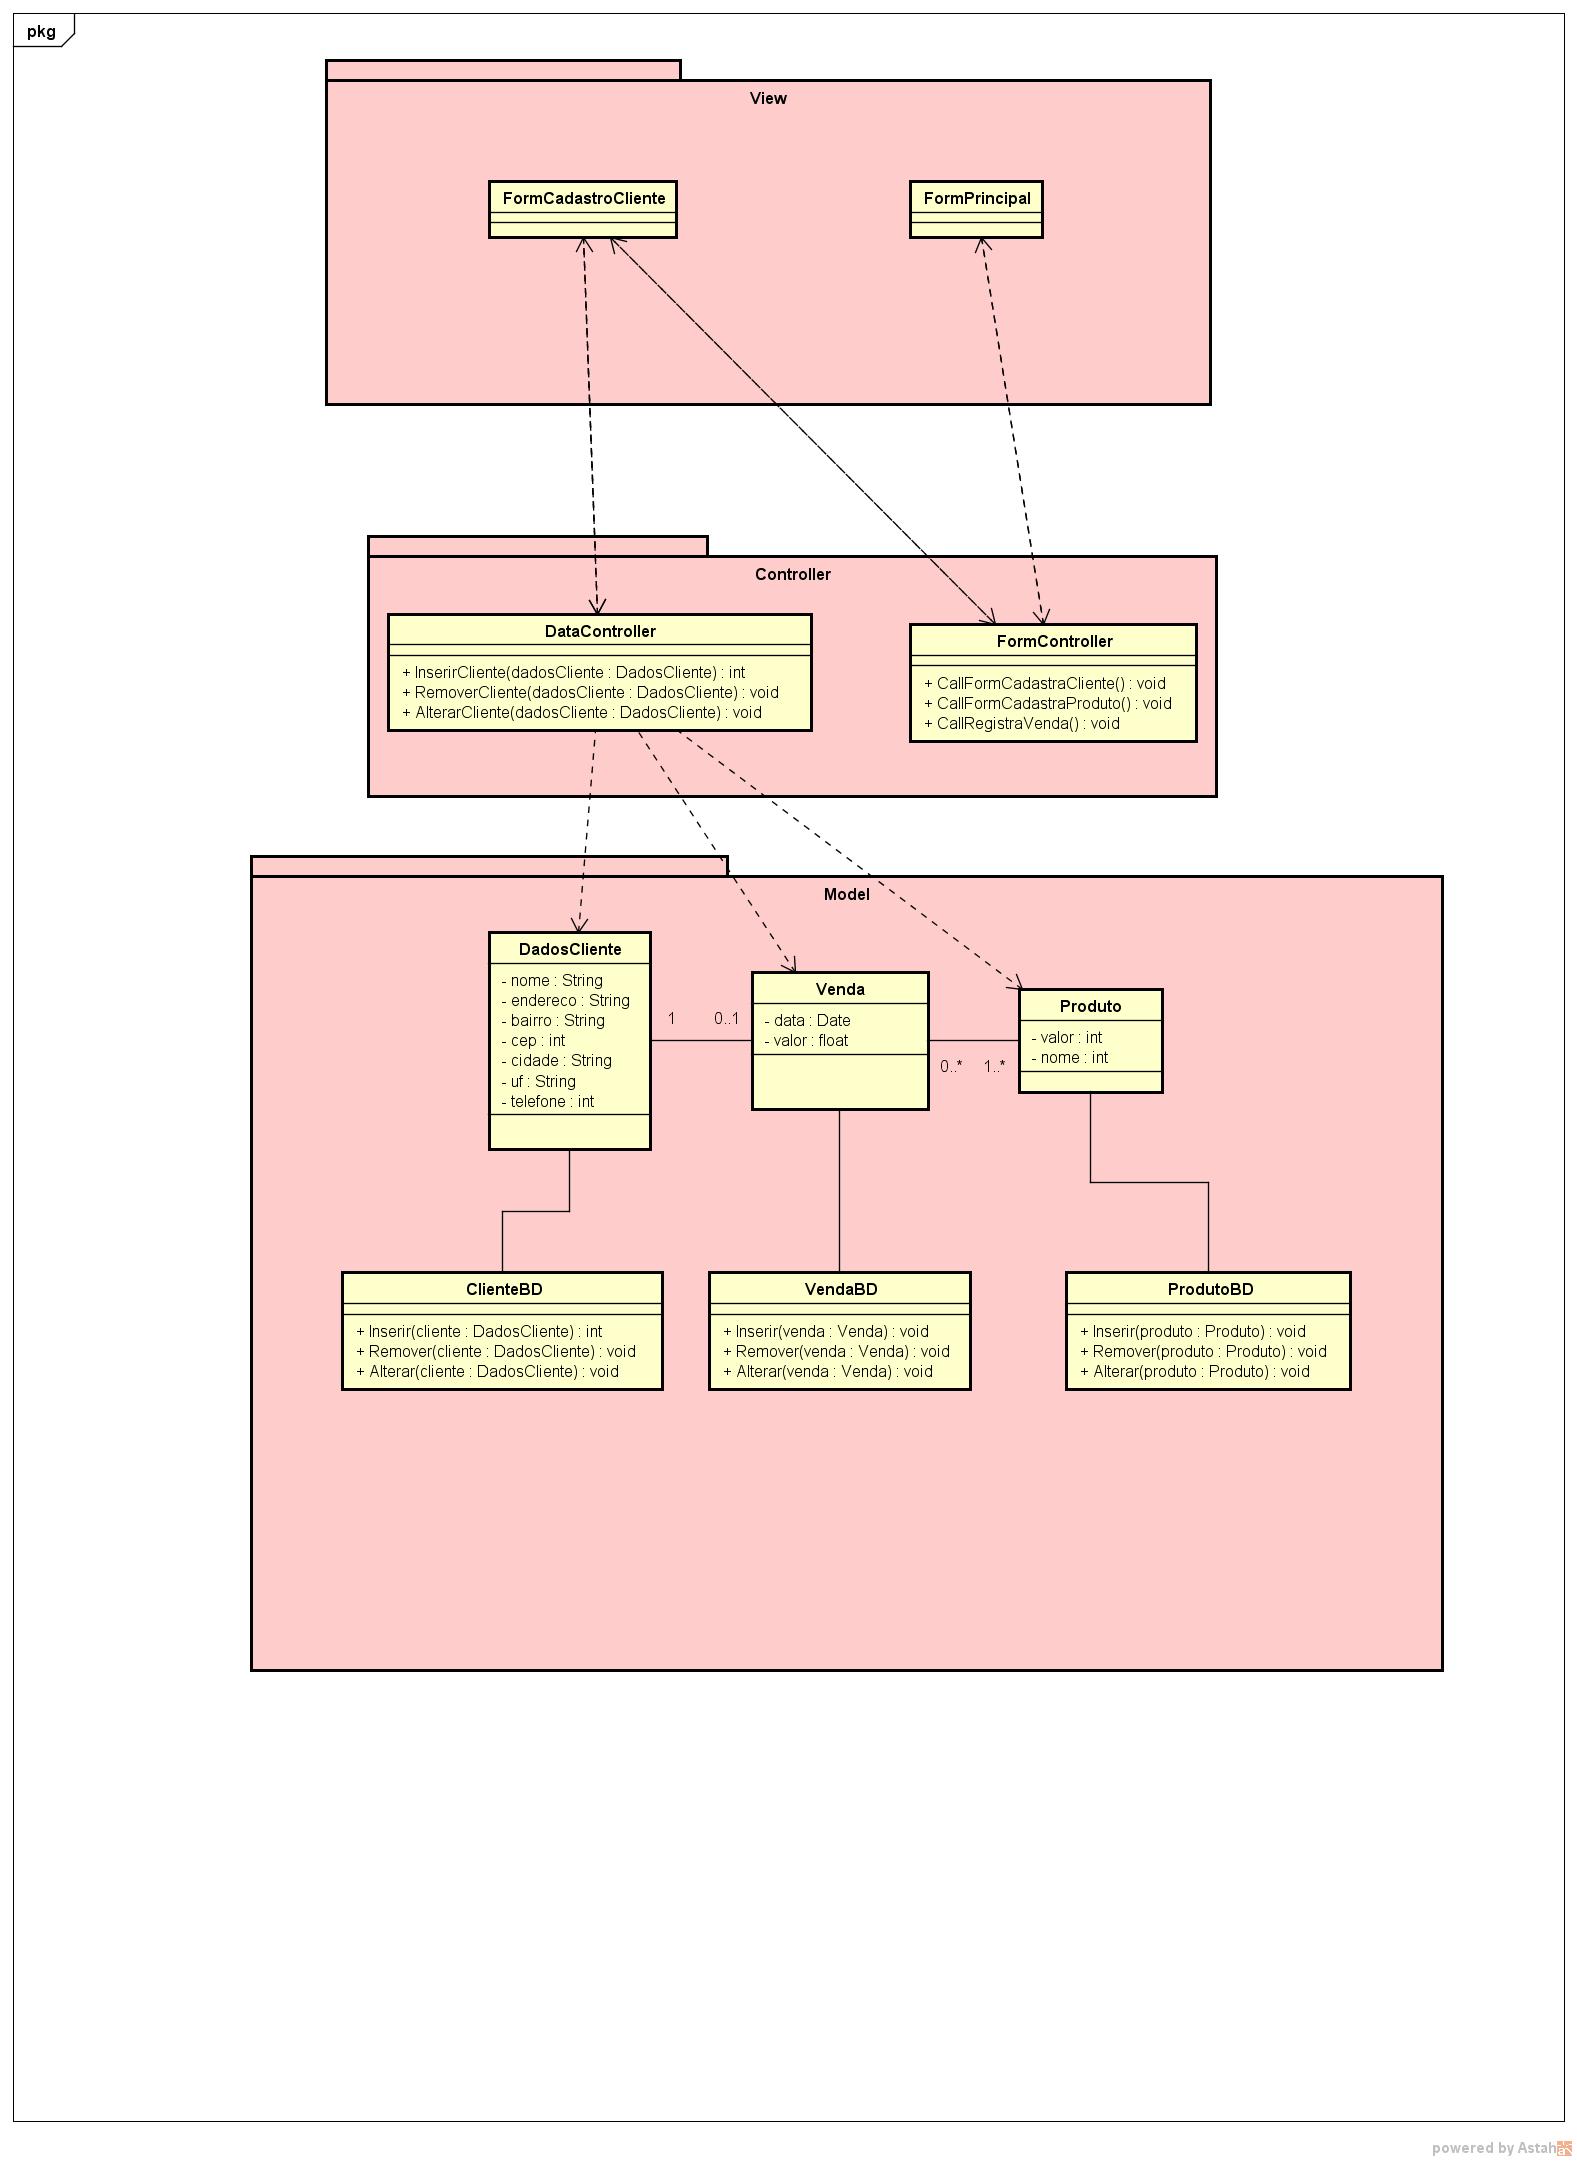 pkg
View
FormCadastroCliente
FormPrincipal
Controller
DataController
+ InserirCliente(dadosCliente : DadosCliente) : int
+ RemoverCliente(dadosCliente : DadosCliente) : void
+ AlterarCliente(dadosCliente : DadosCliente) : void
FormController
+ CallFormCadastraCliente() : void
+ CallFormCadastraProduto() : void
+ CallRegistraVenda() : void
Model
DadosCliente
- nome : String
- endereco : String
- bairro : String
- cep : int
- cidade : String
- uf : String
- telefone : int
1
0..1
Venda
- data : Date
- valor : float
0..*
1..*
Produto
- valor : int
- nome : int
ClienteBD
+ Inserir(cliente : DadosCliente) : int
+ Remover(cliente : DadosCliente) : void
+ Alterar(cliente : DadosCliente) : void
VendaBD
+ Inserir(venda : Venda) : void
+ Remover(venda : Venda) : void
+ Alterar(venda : Venda) : void
ProdutoBD
+ Inserir(produto : Produto) : void
+ Remover(produto : Produto) : void
+ Alterar(produto : Produto) : void
powered by Astah